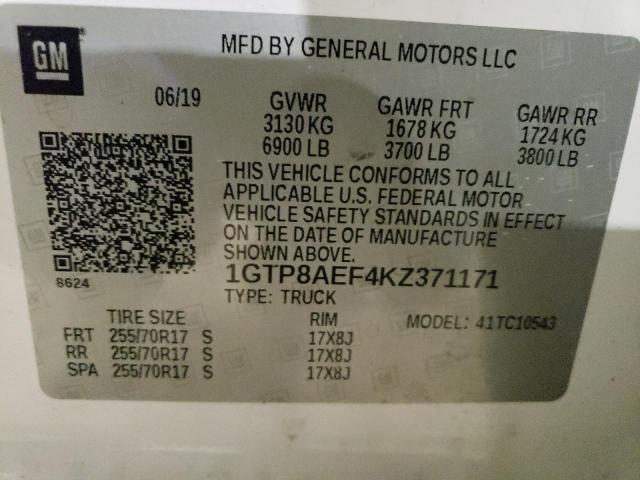 GM
MFD BY GENERAL MOTORS LLC
06/19 GVWR GAWR FRT GAWR RR
3130 KG 1678 KG 1724 KG
6900 LB 3700 LB 3800 LB
THIS VEHICLE CONFORMS TO ALL
APPLICABLE U.S. FEDERAL MOTOR
VEHICLE SAFETY STANDARDS IN EFFECT
ON THE DATE OF MANUFACTURE
SHOWN ABOVE.
8624
1GTP8AEF4KZ371171
TYPE: TRUCK
TIRE SIZE RIM MODEL: 41TC10543
FRT 255/70R17 S 17X8J
RR 255/70R17 S 17X8J
SPA 255/70R17 S 17X8J